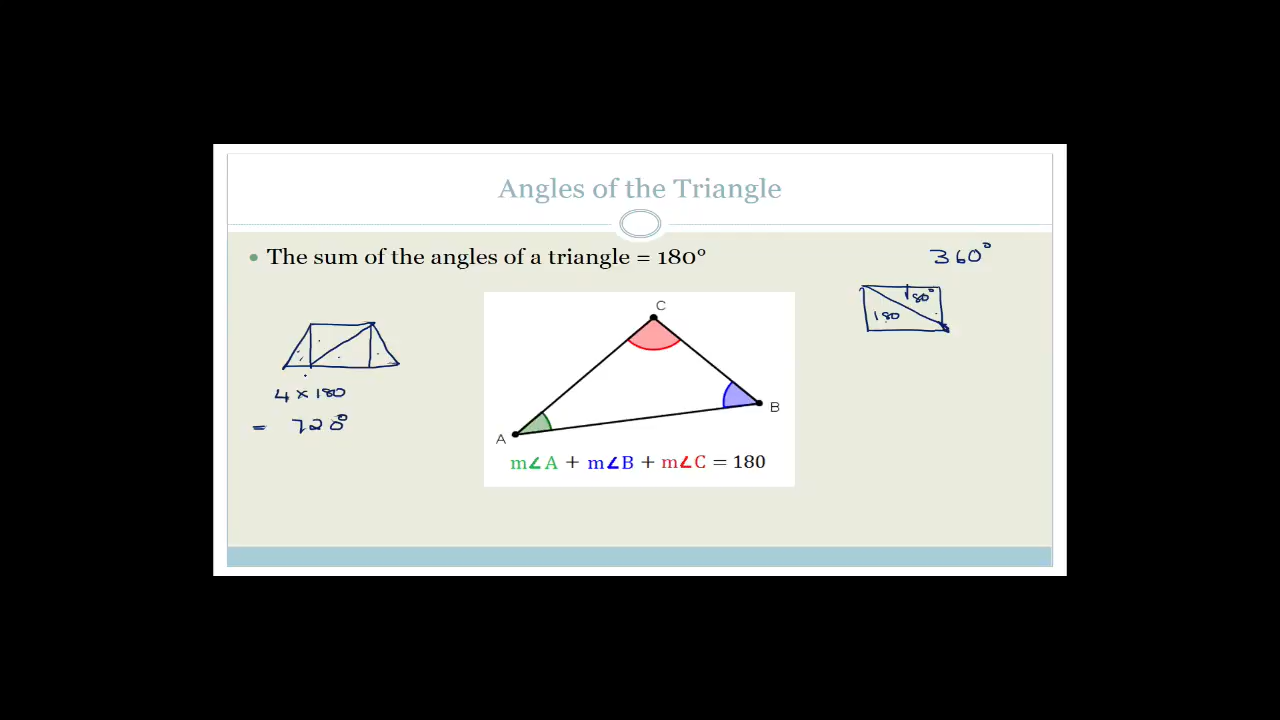 Angles of the Triangle
• The sum of the angles of a triangle = 180°
360°
180°
180
4 × 180
= 720°
C
B
A
m∠A + m∠B + m∠C = 180